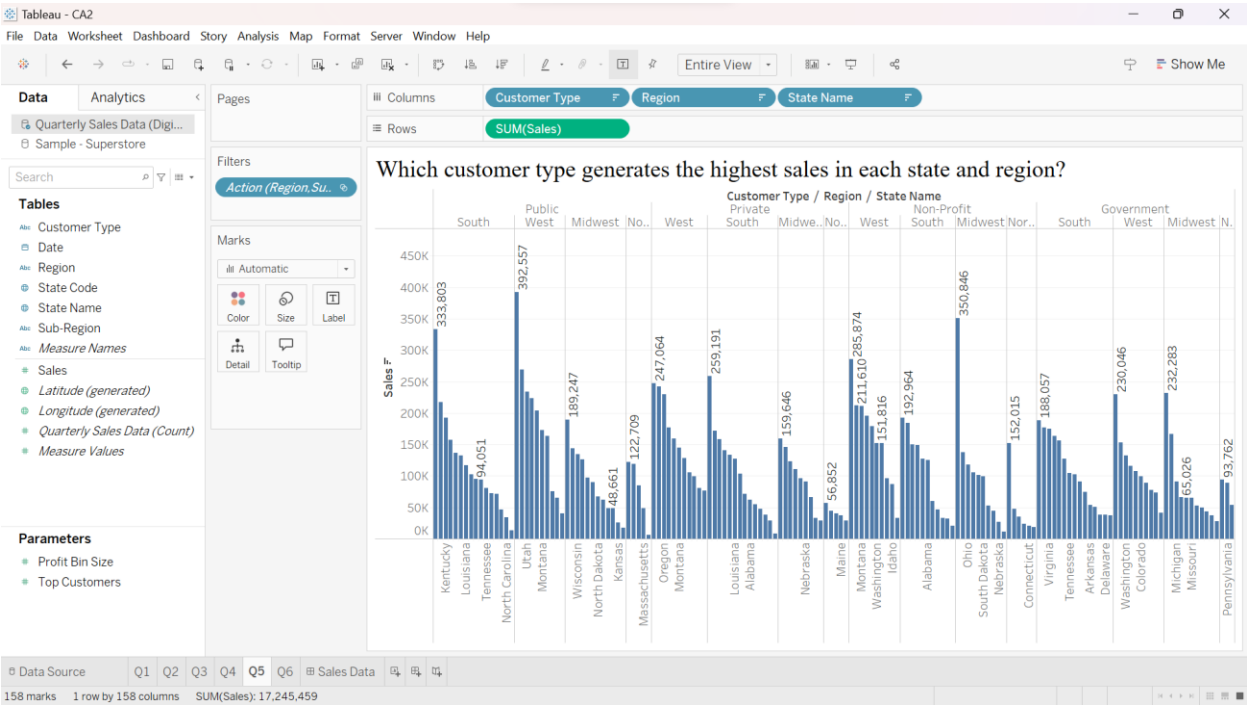 Tableau - CA2
File Data Worksheet Dashboard Story Analysis Map Format Server Window Help
Entire View
Show Me
Data Analytics
Quarterly Sales Data (Digi...
Sample - Superstore
Search
Tables
Customer Type
Date
Region
State Code
State Name
Sub-Region
Measure Names
Sales
Latitude (generated)
Longitude (generated)
Quarterly Sales Data (Count)
Measure Values
Parameters
Profit Bin Size
Top Customers
Pages
Filters
Action (Region,Su..
Marks
Automatic
Color Size Label
Detail Tooltip
Columns Customer Type Region State Name
Rows SUM(Sales)
Which customer type generates the highest sales in each state and region?
Customer Type / Region / State Name
Public Private Non-Profit Government
South West Midwest No.. West South Midwe.. No.. West South Midwest Nor.. South West Midwest N.
Sales
450K
400K
350K
300K
250K
200K
150K
100K
50K
0K
333,803
94,051
392,557
189,247
48,661
122,709
247,064
259,191
159,646
56,852
285,874
211,610
151,816
192,964
350,846
152,015
188,057
230,046
232,283
65,026
93,762
Kentucky
Louisiana
Tennessee
North Carolina
Utah
Montana
Wisconsin
North Dakota
Kansas
Massachusetts
Oregon
Montana
Louisiana
Alabama
Nebraska
Maine
Montana
Washington
Idaho
Alabama
Ohio
South Dakota
Nebraska
Connecticut
Virginia
Tennessee
Arkansas
Delaware
Washington
Colorado
Michigan
Missouri
Pennsylvania
Data Source Q1 Q2 Q3 Q4 Q5 Q6 Sales Data
158 marks 1 row by 158 columns SUM(Sales): 17,245,459